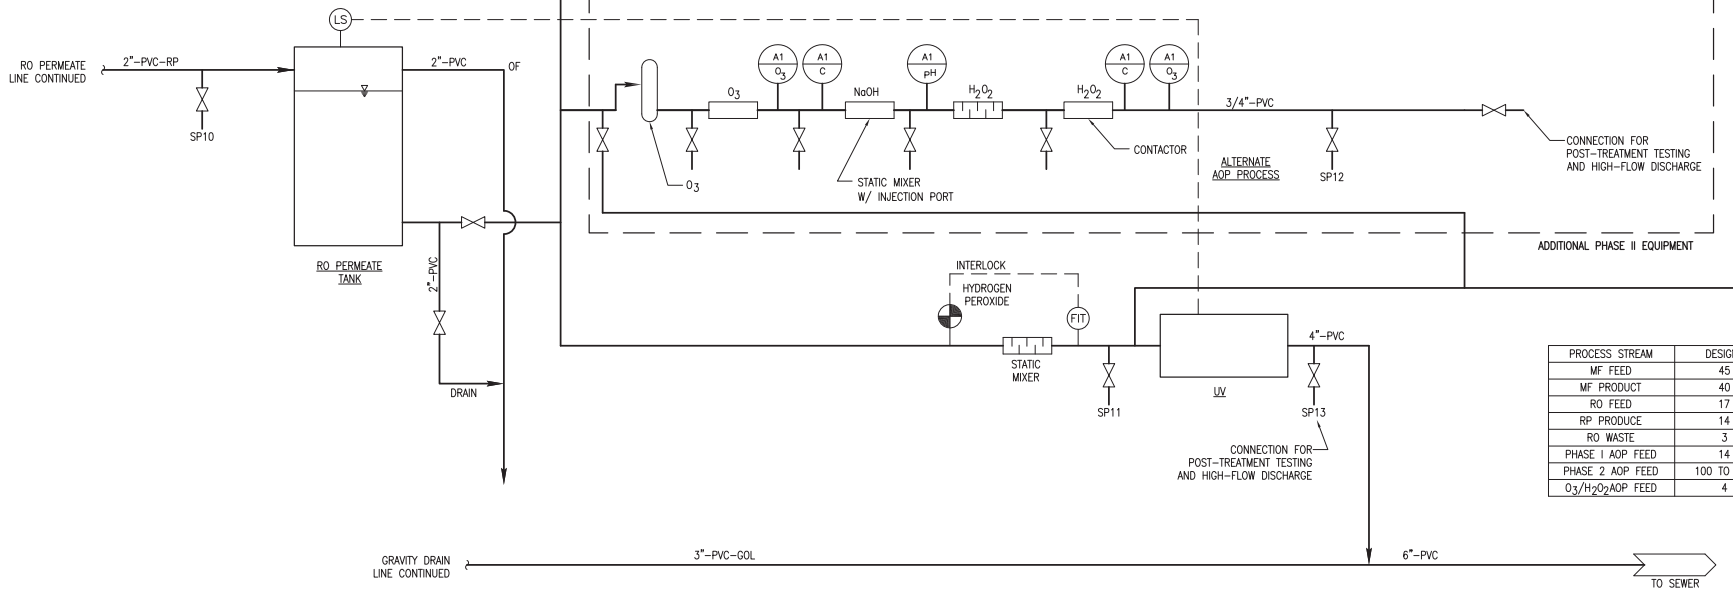 LS
RO PERMEATE
LINE CONTINUED
2"-PVC-RP
SP10
2"-PVC
OF
RO PERMEATE
TANK
2"-PVC
DRAIN
O3
O3
A1
O3
A1
C
NaOH
STATIC MIXER
W/ INJECTION PORT
A1
PH
H2O2
H2O2
CONTACTOR
A1
C
A1
O3
3/4"-PVC
ALTERNATE
AOP PROCESS
SP12
CONNECTION FOR
POST-TREATMENT TESTING
AND HIGH-FLOW DISCHARGE
ADDITIONAL PHASE II EQUIPMENT
INTERLOCK
HYDROGEN
PEROXIDE
FIT
STATIC
MIXER
SP11
UV
4"-PVC
SP13
CONNECTION FOR
POST-TREATMENT TESTING
AND HIGH-FLOW DISCHARGE
PROCESS STREAM DESIG
MF FEED 45
MF PRODUCT 40
RO FEED 17
RP PRODUCE 14
RO WASTE 3
PHASE I AOP FEED 14
PHASE 2 AOP FEED 100 TO
O3/H2O2AOP FEED 4
GRAVITY DRAIN
LINE CONTINUED
3"-PVC-GOL
6"-PVC
TO SEWER